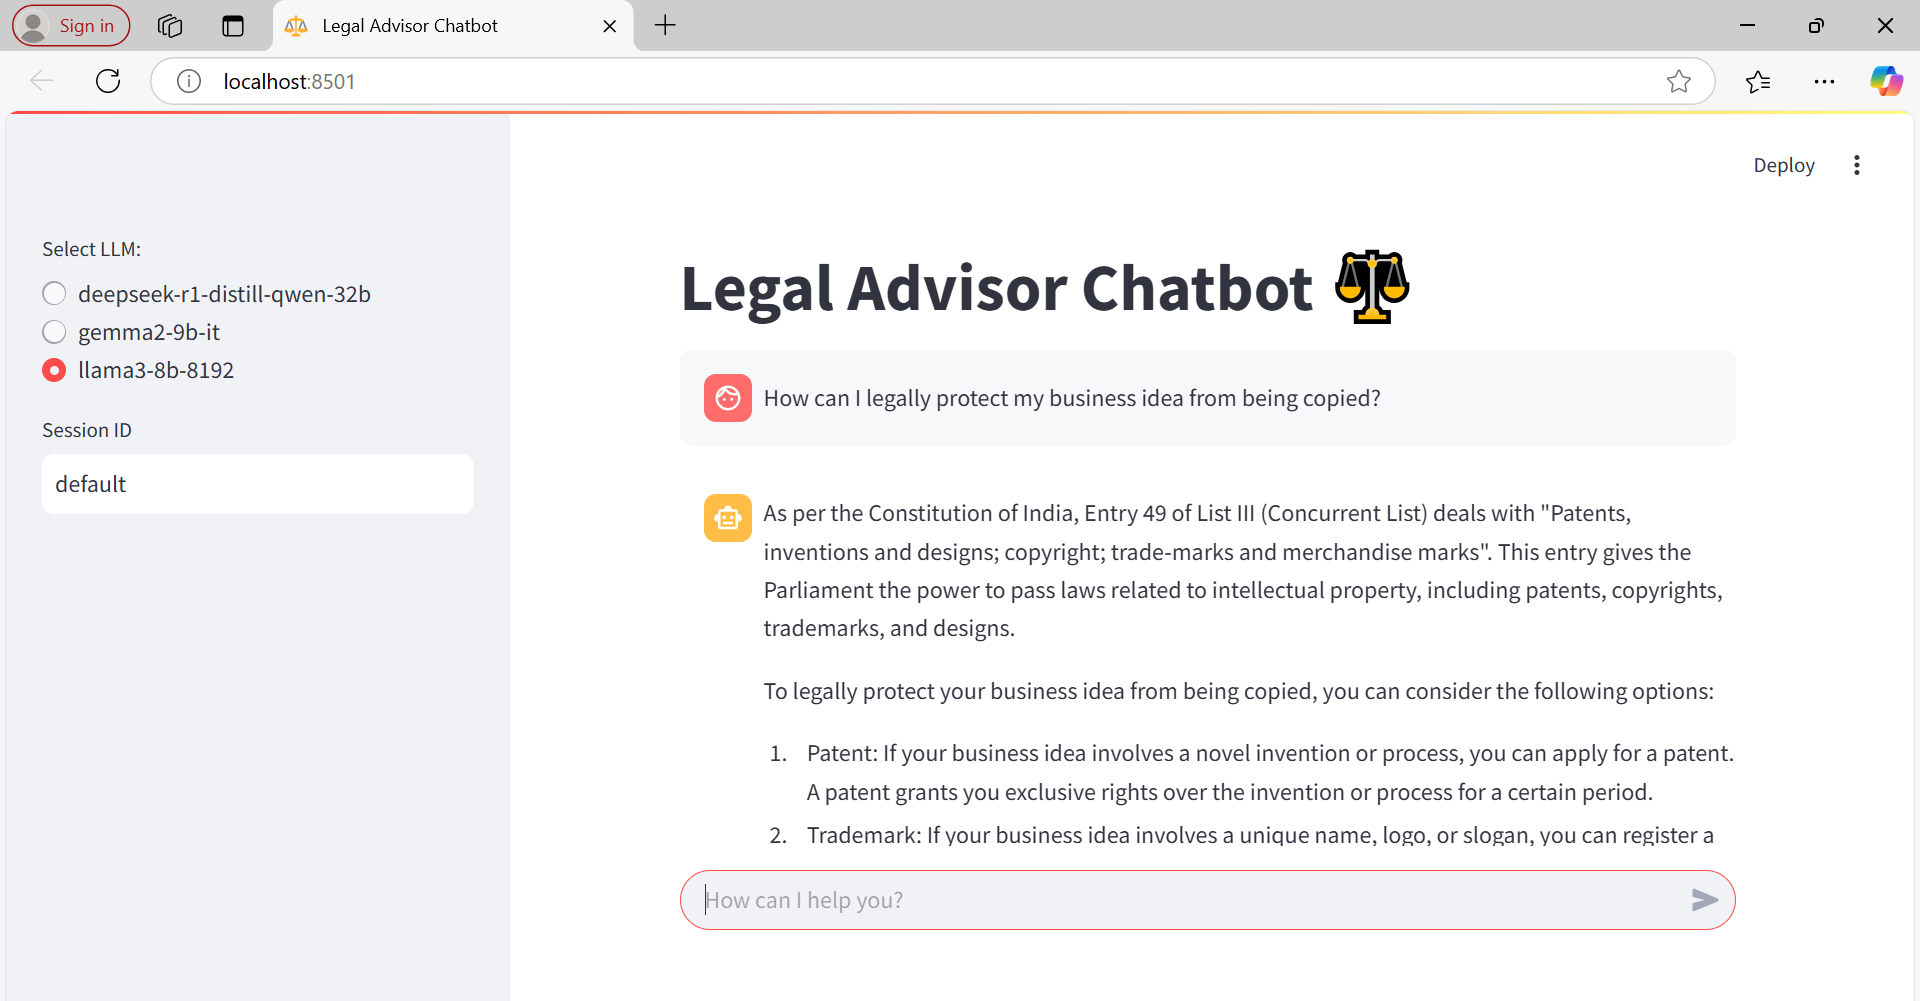 Sign in
Legal Advisor Chatbot
localhost:8501
Deploy
Select LLM:
deepseek-r1-distill-qwen-32b
gemma2-9b-it
llama3-8b-8192
Session ID
default
Legal Advisor Chatbot
How can I legally protect my business idea from being copied?
As per the Constitution of India, Entry 49 of List III (Concurrent List) deals with "Patents,
inventions and designs; copyright; trade-marks and merchandise marks". This entry gives the
Parliament the power to pass laws related to intellectual property, including patents, copyrights,
trademarks, and designs.
To legally protect your business idea from being copied, you can consider the following options:
1. Patent: If your business idea involves a novel invention or process, you can apply for a patent.
A patent grants you exclusive rights over the invention or process for a certain period.
2. Trademark: If your business idea involves a unique name, logo, or slogan, you can register a
How can I help you?